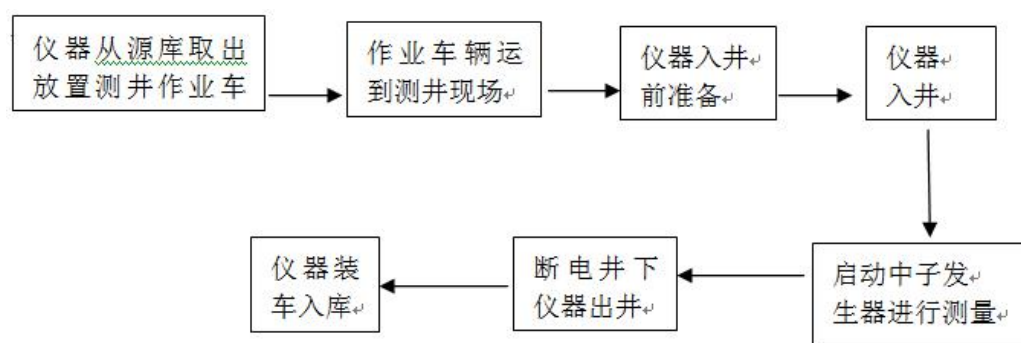 仪器从源库取出
放置测井作业车
作业车辆运
到测井现场
仪器入井
前准备
仪器
入井
启动中子发
生器进行测量
断电井下
仪器出井
仪器装
车入库